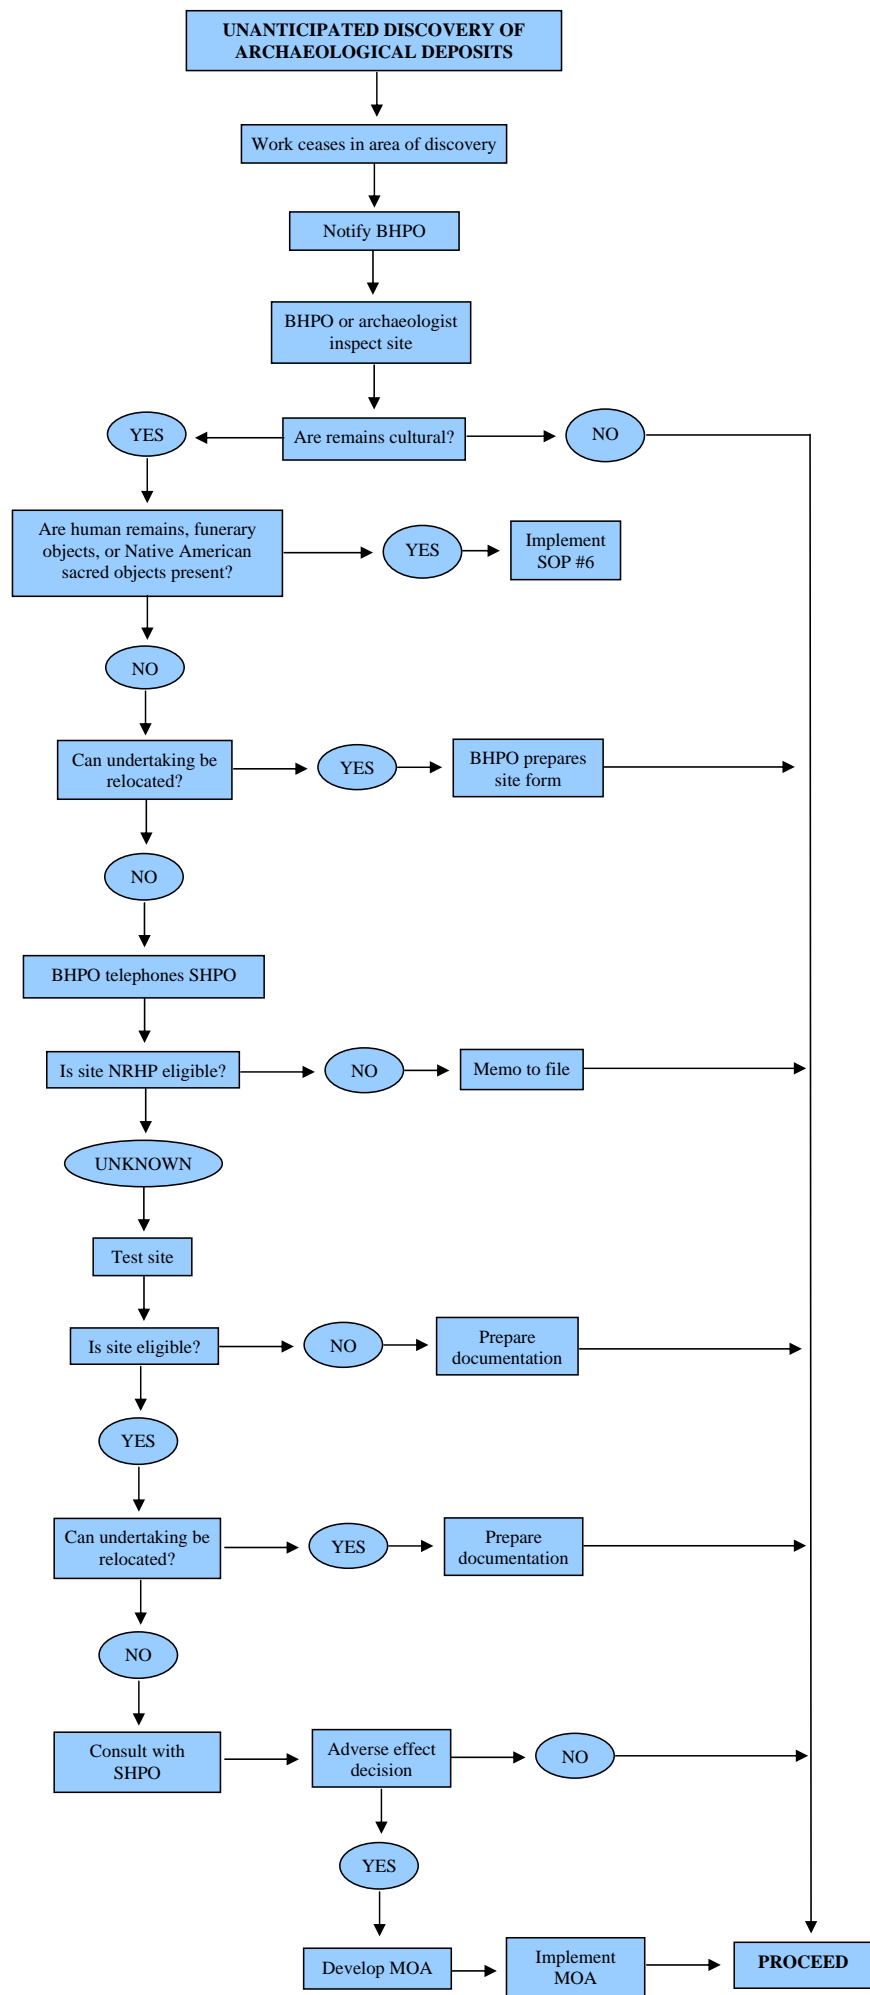 UNANTICIPATED DISCOVERY OF
ARCHAEOLOGICAL DEPOSITS
Work ceases in area of discovery
Notify BHPO
BHPO or archaeologist
inspect site
YES
Are remains cultural?
NO
Are human remains, funerary
objects, or Native American
sacred objects present?
YES
Implement
SOP #6
NO
Can undertaking be
relocated?
YES
BHPO prepares
site form
NO
BHPO telephones SHPO
Is site NRHP eligible?
NO
Memo to file
UNKNOWN
Test site
Is site eligible?
NO
Prepare
documentation
YES
Can undertaking be
relocated?
YES
Prepare
documentation
NO
Consult with
SHPO
Adverse effect
decision
NO
YES
Develop MOA
Implement
MOA
PROCEED